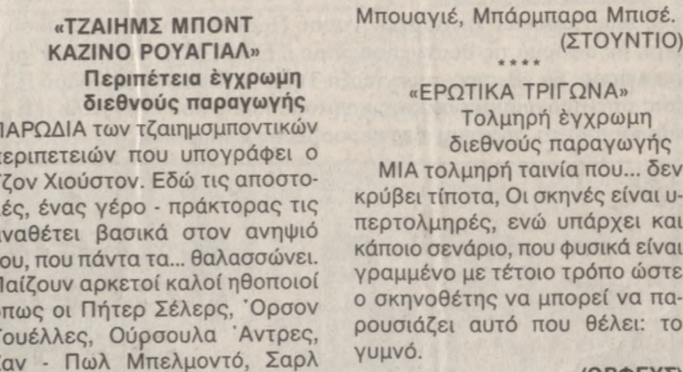 «ΤΖΑΙΗΜΣ ΜΠΟΝΤ
ΚΑΖΙΝΟ ΡΟΥΑΓΙΑΛ»
Περιπέτεια έγχρωμη
διεθνούς παραγωγής
ΠΑΡΩΔΙΑ των τζαιημσμποντικών
περιπετειών που υπογράφει ο
Τζον Χιούστον. Εδώ τις αποστο-
λές, ένας γέρο - πράκτορας τις
αναθέτει βασικά στον ανηψιό
του, που πάντα τα... θαλασσώνει.
Παίζουν αρκετοί καλοί ηθοποιοί
όπως οι Πήτερ Σέλερς, Όρσον
Γουέλλες, Ούρσουλα Άντρες,
Ζαν - Πωλ Μπελμοντό, Σαρλ
Μπουαγιέ, Μπάρμπαρα Μπισέ.
(ΣΤΟΥΝΤΙΟ)
****
«ΕΡΩΤΙΚΑ ΤΡΙΓΩΝΑ»
Τολμηρή έγχρωμη
διεθνούς παραγωγής
ΜΙΑ τολμηρή ταινία που... δεν
κρύβει τίποτα, Οι σκηνές είναι υ-
περτολμηρές, ενώ υπάρχει και
κάποιο σενάριο, που φυσικά είναι
γραμμένο με τέτοιο τρόπο ώστε
ο σκηνοθέτης να μπορεί να πα-
ρουσιάζει αυτό που θέλει: το
γυμνό.
(ΟΡΦΕΥΣ)